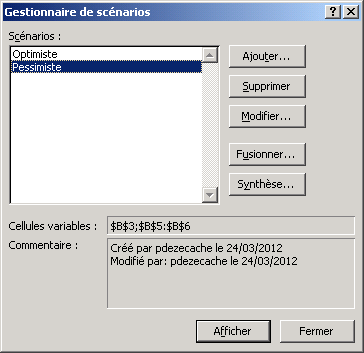 Gestionnaire de scénarios
Scénarios :
Optimiste
Pessimiste
Ajouter...
Supprimer
Modifier...
Fusionner...
Synthèse...
Cellules variables : $B$3;$B$5:$B$6
Commentaire :
Créé par pdezecache le 24/03/2012
Modifié par: pdezecache le 24/03/2012
Afficher
Fermer